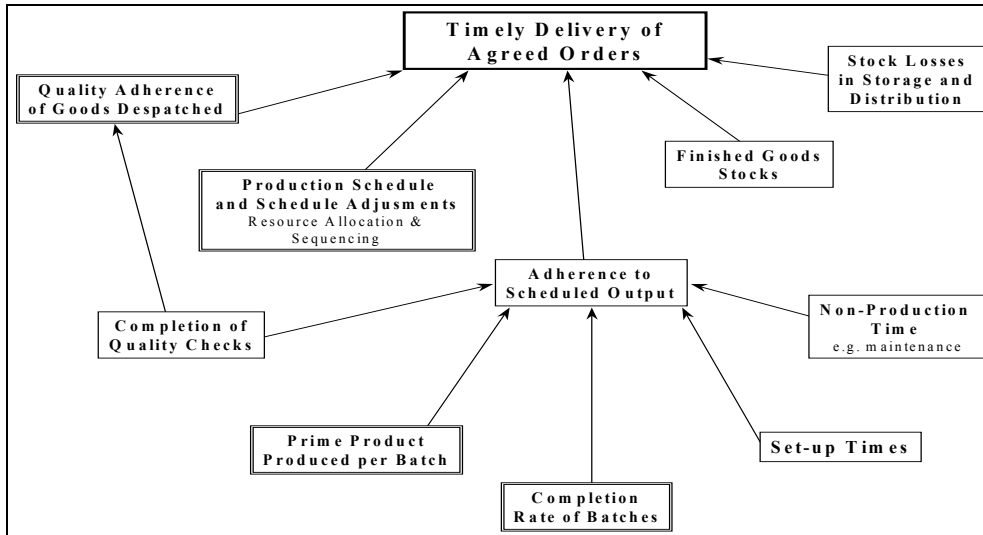 Timely Delivery of
Agreed Orders
Stock Losses
in Storage and
Distribution
Quality Adherence
of Goods Despatched
Finished Goods
Stocks
Production Schedule
and Schedule Adjusments
Resource Allocation &
Sequencing
Adherence to
Scheduled Output
Non-Production
Time
e.g. maintenance
Completion of
Quality Checks
Prime Product
Produced per Batch
Set-up Times
Completion
Rate of Batches